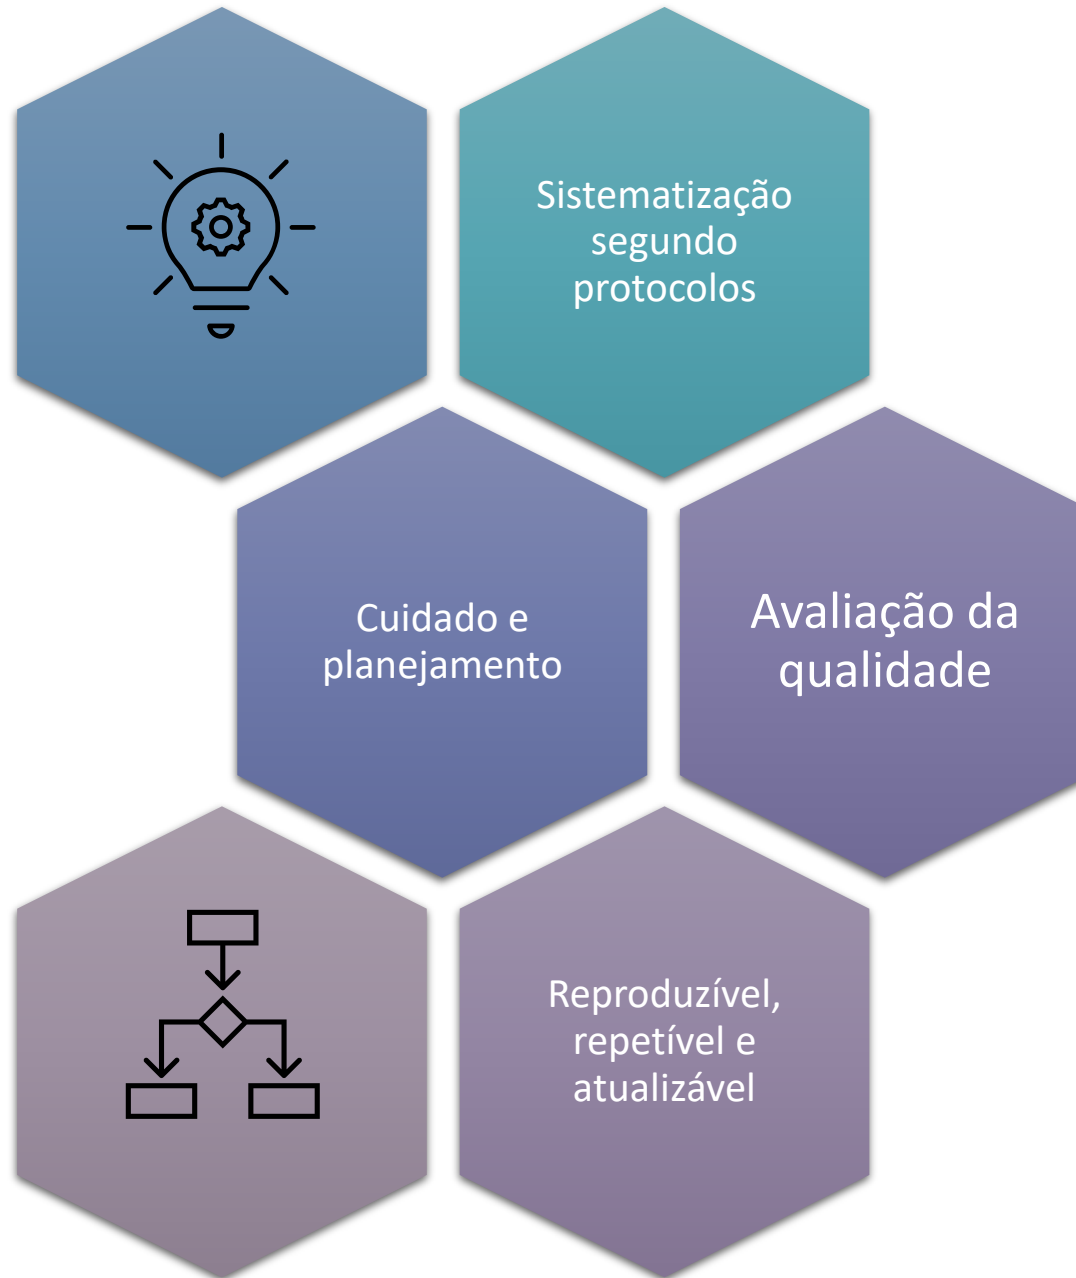 Sistematização
segundo
protocolos
Cuidado e
planejamento
Avaliação da
qualidade
Reproduzível,
repetível e
atualizável